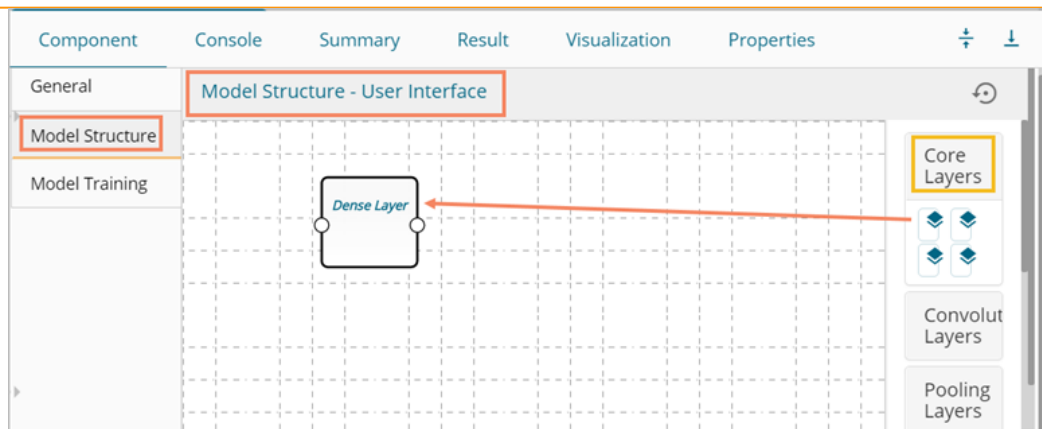 Component Console Summary Result Visualization Properties
General
Model Structure - User Interface
Model Structure
Model Training
Dense Layer
Core
Layers
Convolut
Layers
Pooling
Layers